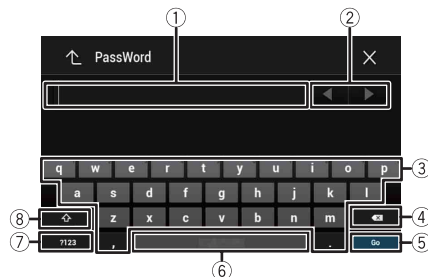 ① ②
PassWord
q w e r t y u i o p ③
a s d f g h j k l
⑧ z x c v b n m ④
⑦ ?123 , . Go ⑤
⑥